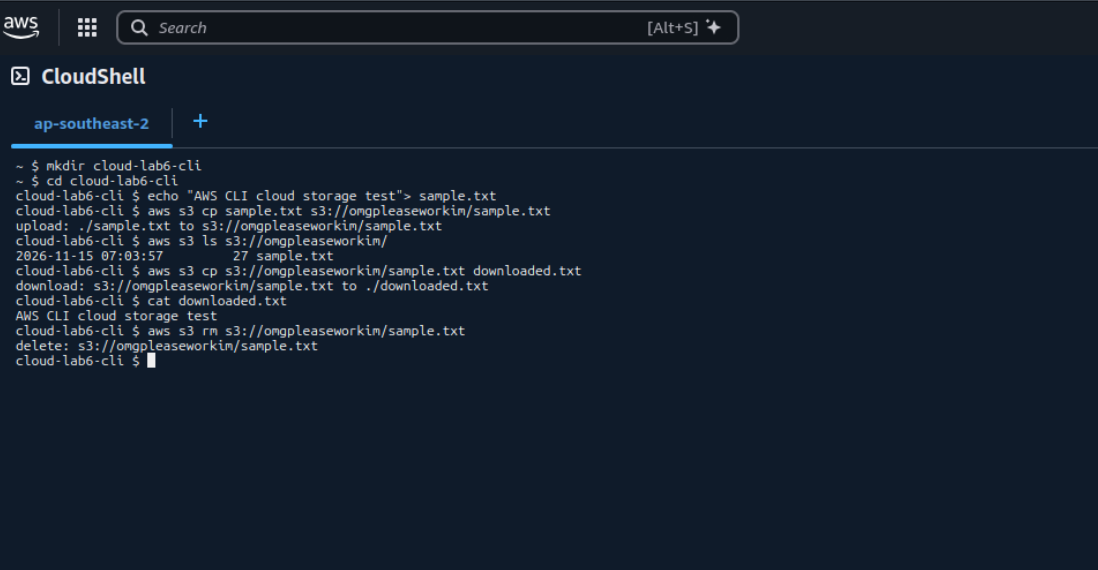 aws
Search [Alt+S]
CloudShell
ap-southeast-2 +
~ $ mkdir cloud-lab6-cli
~ $ cd cloud-lab6-cli
cloud-lab6-cli $ echo "AWS CLI cloud storage test"> sample.txt
cloud-lab6-cli $ aws s3 cp sample.txt s3://omgpleaseworkim/sample.txt
upload: ./sample.txt to s3://omgpleaseworkim/sample.txt
cloud-lab6-cli $ aws s3 ls s3://omgpleaseworkim/
2026-11-15 07:03:57         27 sample.txt
cloud-lab6-cli $ aws s3 cp s3://omgpleaseworkim/sample.txt downloaded.txt
download: s3://omgpleaseworkim/sample.txt to ./downloaded.txt
cloud-lab6-cli $ cat downloaded.txt
AWS CLI cloud storage test
cloud-lab6-cli $ aws s3 rm s3://omgpleaseworkim/sample.txt
delete: s3://omgpleaseworkim/sample.txt
cloud-lab6-cli $